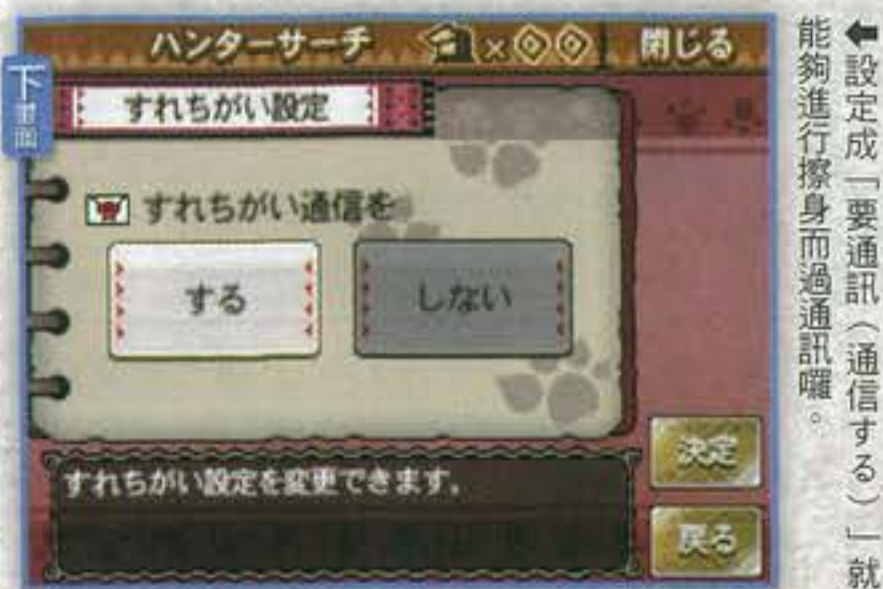 ハンターサーチ
×
閉じる
下画面
すれちがい設定
すれちがい通信を
する
しない
決定
すれちがい設定を変更できます。
戻る
⬅設定成「要通訊（通信する）」就
能夠進行擦身而過通訊囉。